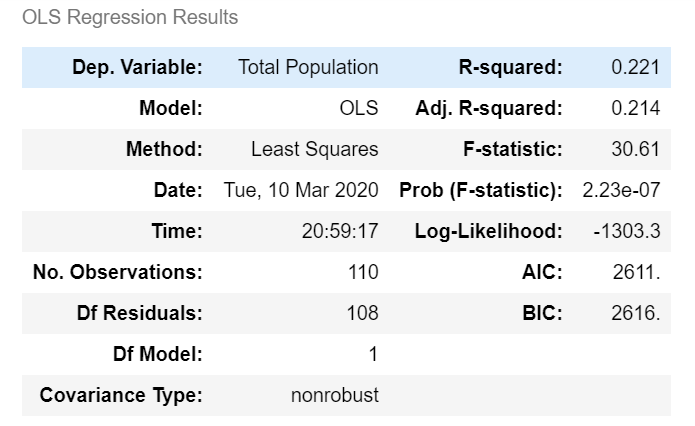 OLS Regression Results
Dep. Variable: Total Population R-squared: 0.221
Model: OLS Adj. R-squared: 0.214
Method: Least Squares F-statistic: 30.61
Date: Tue, 10 Mar 2020 Prob (F-statistic): 2.23e-07
Time: 20:59:17 Log-Likelihood: -1303.3
No. Observations: 110 AIC: 2611.
Df Residuals: 108 BIC: 2616.
Df Model: 1
Covariance Type: nonrobust